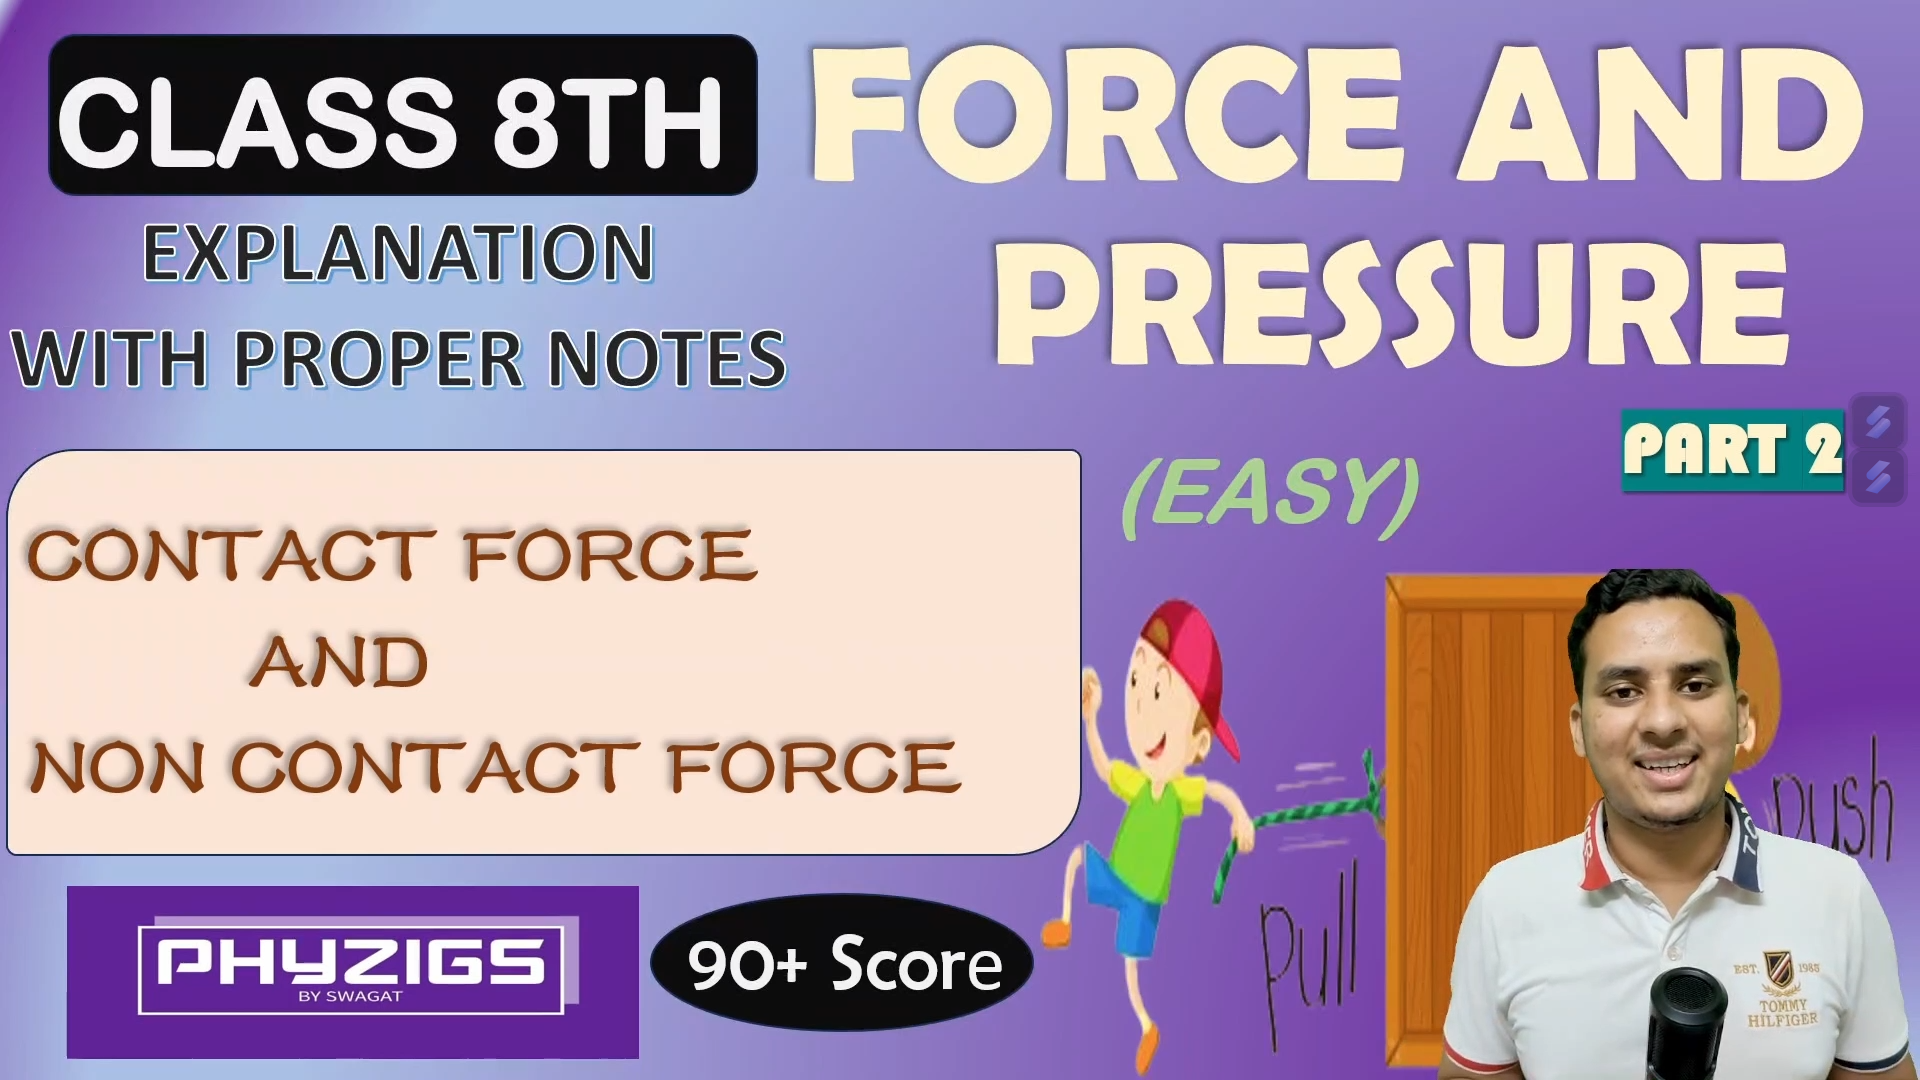 CLASS 8TH
EXPLANATION
WITH PROPER NOTES
FORCE AND
PRESSURE
PART 2
(EASY)
CONTACT FORCE
AND
NON CONTACT FORCE
pull
push
PHYZIGS
BY SWAGAT
90+ Score
EST. 1985
TOMMY
HILFIGER